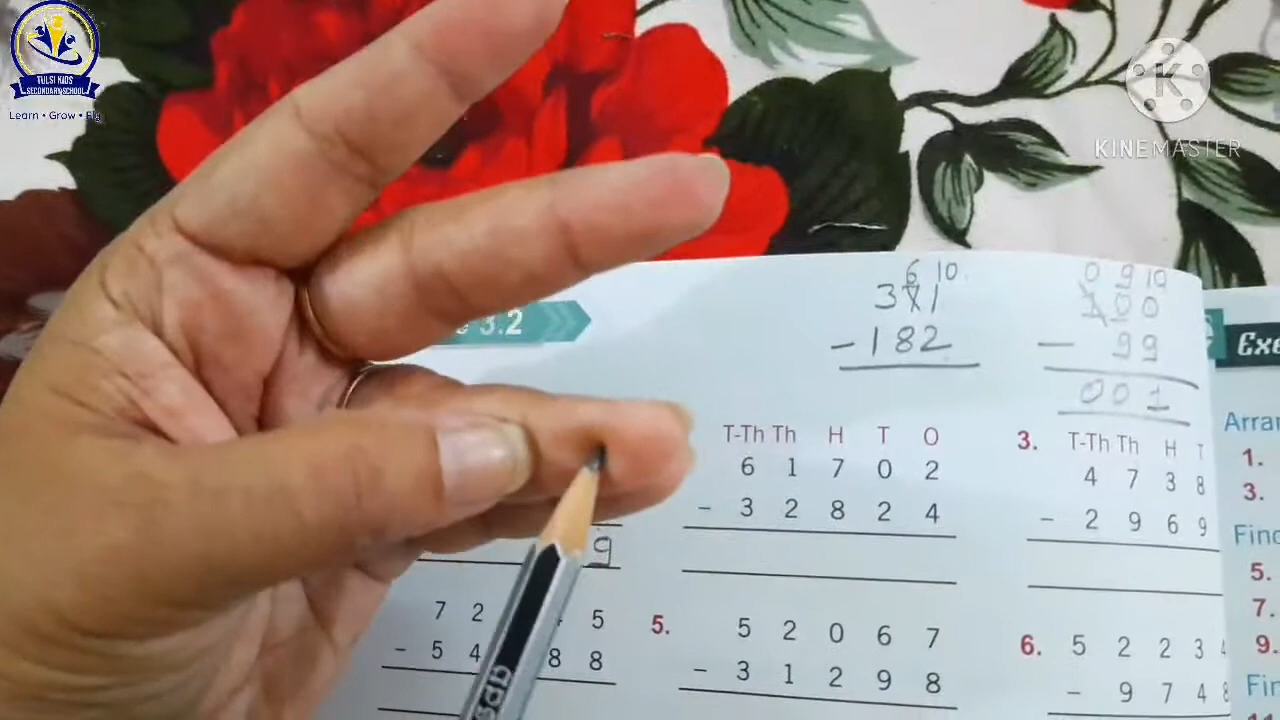 TULSI KIDS
SECONDARY SCHOOL
Learn • Grow • Fly
KINEMASTER
3.2
6 10
3 7 1
- 1 8 2
0 9 10
1 0 0
- 9 9
0 0 1
Exe
T-Th Th H T O
6 1 7 0 2
- 3 2 8 2 4
3. T-Th Th H T
4 7 3 8
- 2 9 6 9
9
7 2 5
- 5 4 8 8
5. 5 2 0 6 7
- 3 1 2 9 8
6. 5 2 2 3
- 9 7 4 8
Arra
1.
3.
Find
5.
7.
9.
Fin